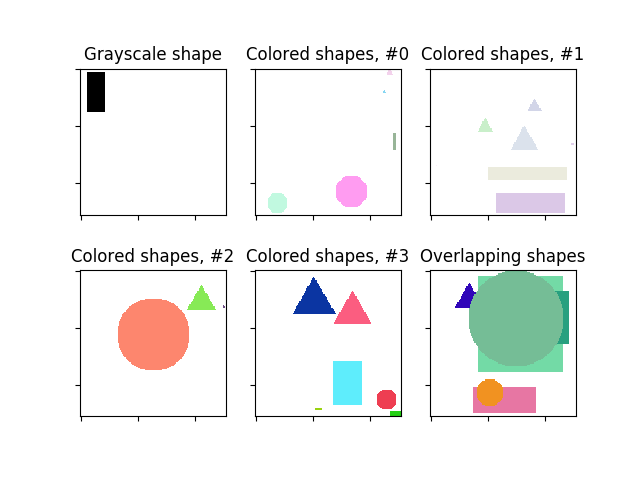 Grayscale shape
Colored shapes, #0
Colored shapes, #1
Colored shapes, #2
Colored shapes, #3
Overlapping shapes